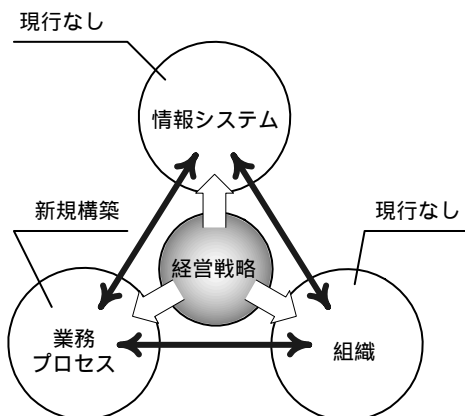 現行なし
情報システム
新規構築
現行なし
経営戦略
業務
プロセス
組織